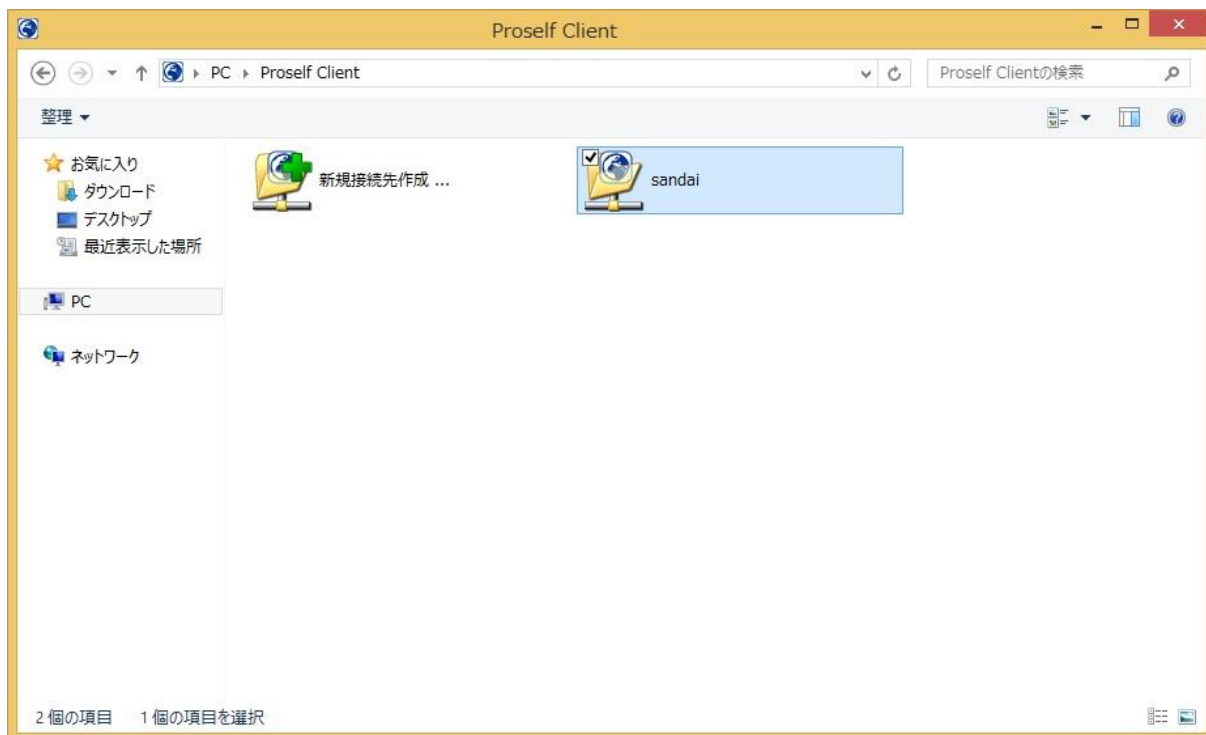 Proself Client
PC Proself Client
Proself Clientの検索
整理
お気に入り
ダウンロード
デスクトップ
最近表示した場所
PC
ネットワーク
新規接続先作成 ...
sandai
2 個の項目 1 個の項目を選択